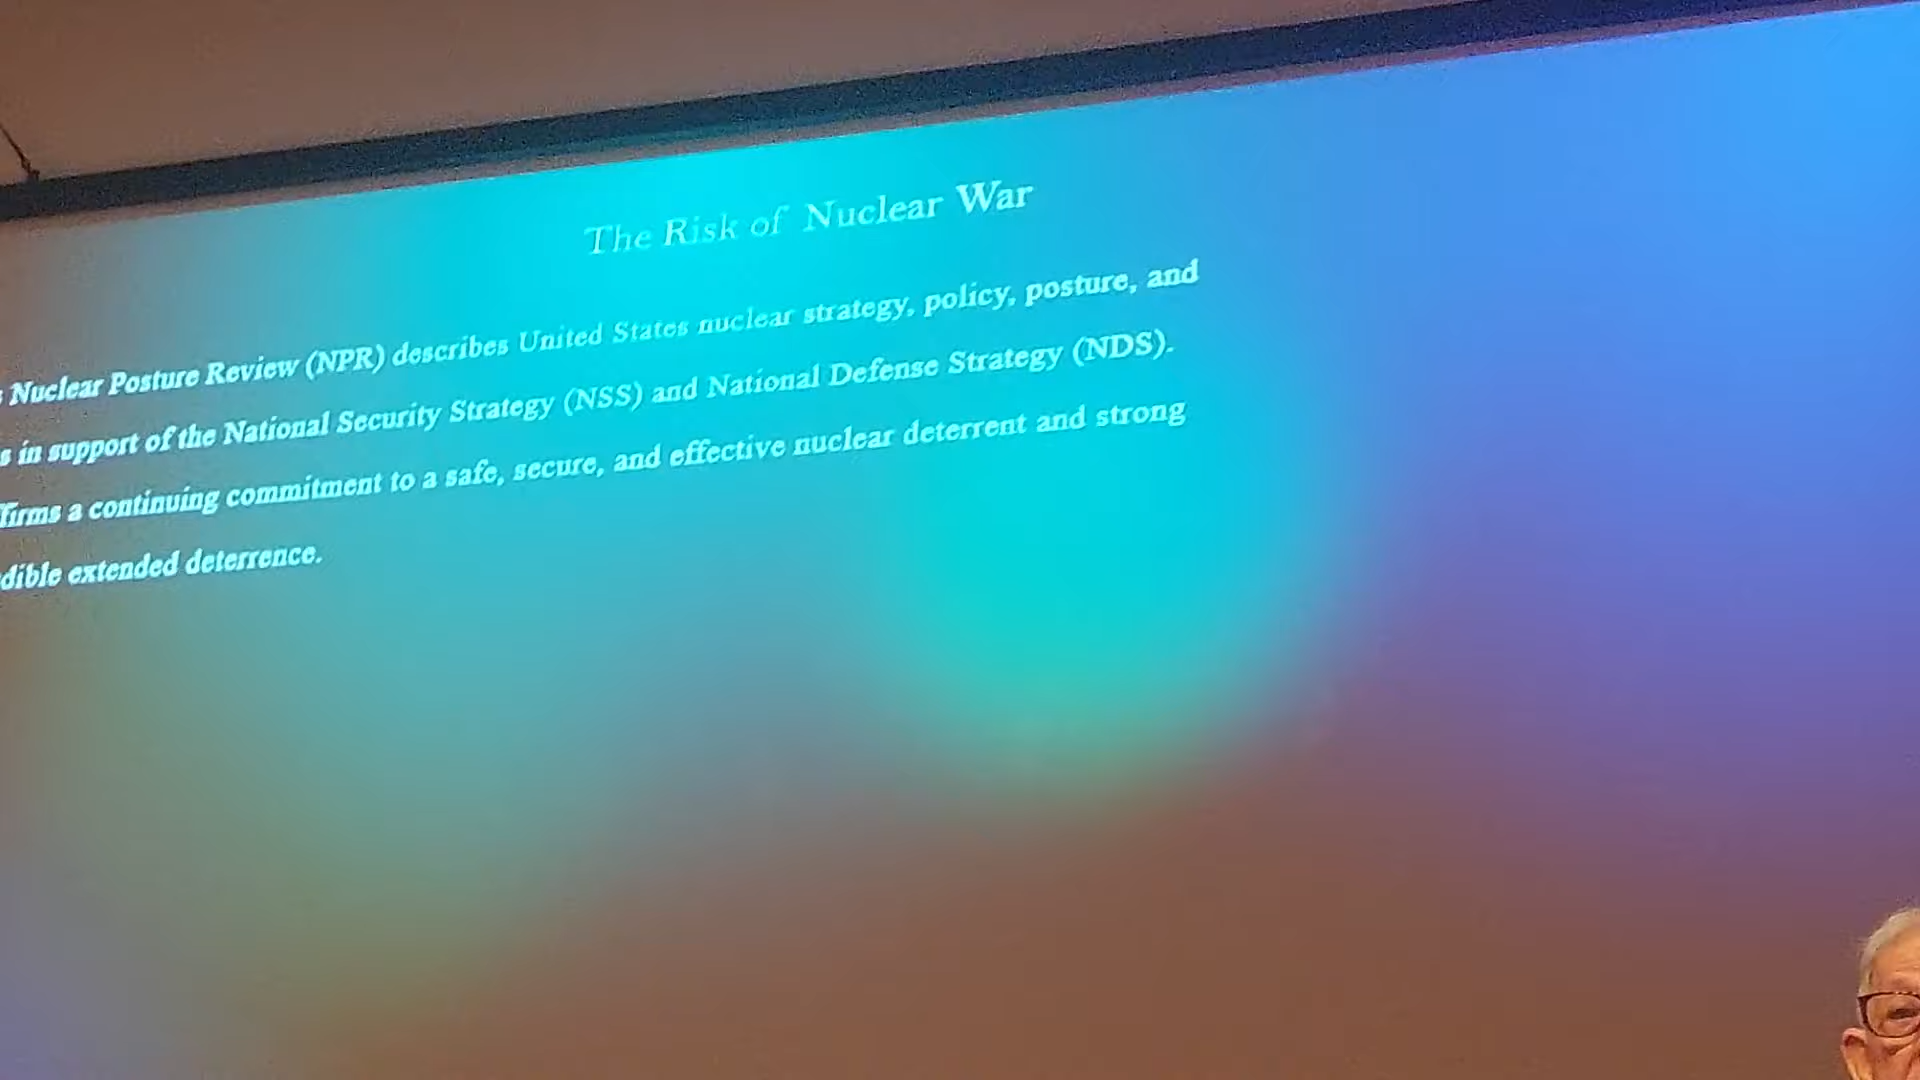 The Risk of Nuclear War
Nuclear Posture Review (NPR) describes United States nuclear strategy, policy, posture, and
in support of the National Security Strategy (NSS) and National Defense Strategy (NDS).
a continuing commitment to a safe, secure, and effective nuclear deterrent and strong
extended deterrence.